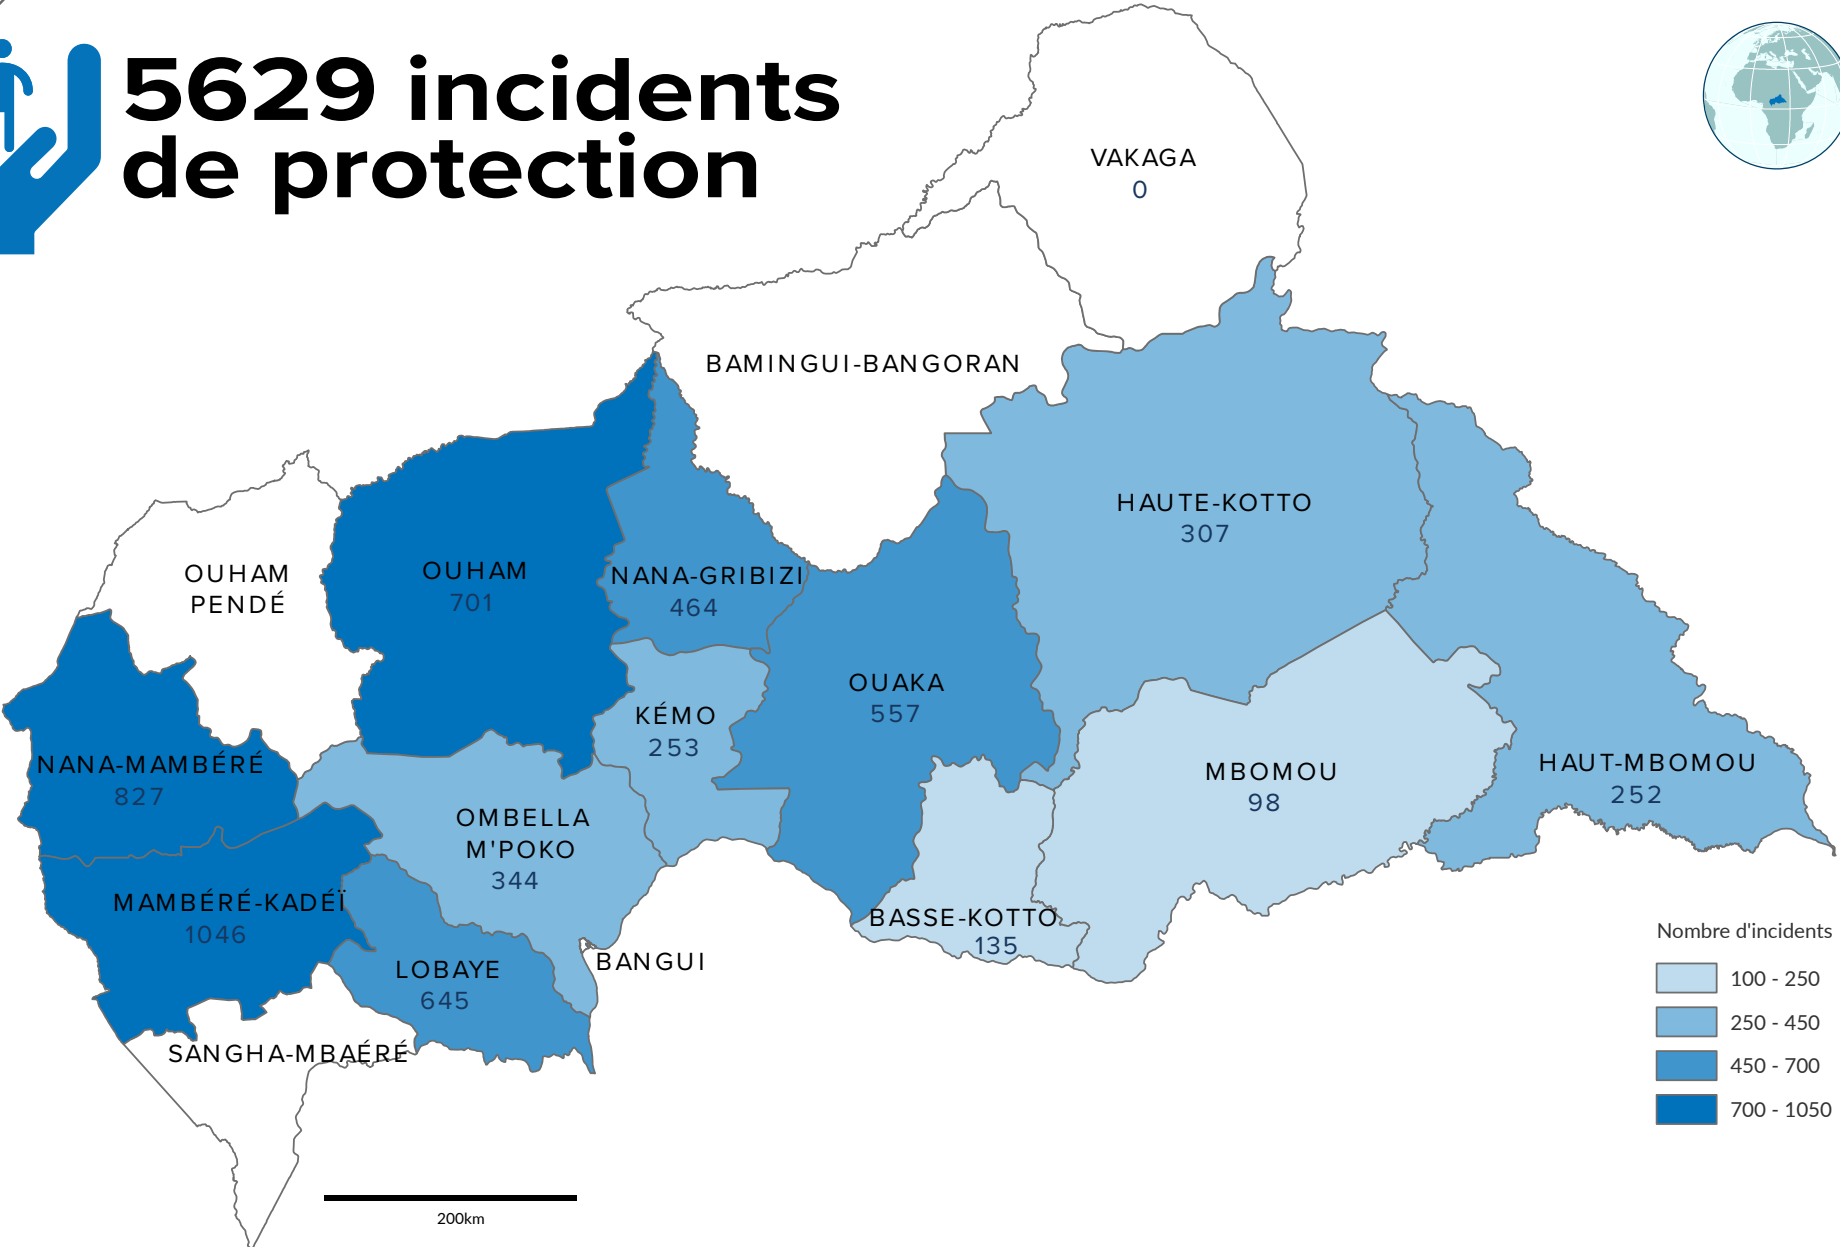 5629 incidents
de protection
VAKAGA
0
BAMINGUI-BANGORAN
HAUTE-KOTTO
307
OUHAM
PENDÉ
OUHAM
701
NANA-GRIBIZI
464
OUAKA
557
KÉMO
253
NANA-MAMBÉRÉ
827
MBOMOU
98
HAUT-MBOMOU
252
OMBELLA
M'POKO
344
MAMBÉRÉ-KADÉÏ
1046
BASSE-KOTTO
135
LOBAYE
645
BANGUI
SANGHA-MBAÉRÉ
Nombre d'incidents
100 - 250
250 - 450
450 - 700
700 - 1050
200km